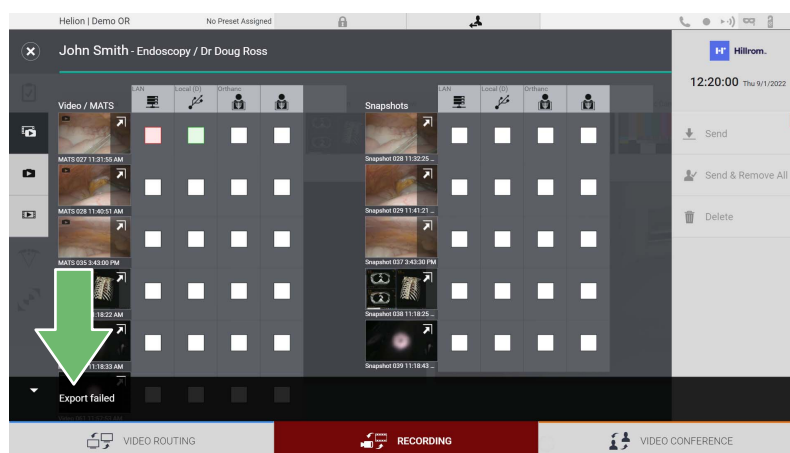 Helion | Demo OR
No Preset Assigned
John Smith - Endoscopy / Dr Doug Ross
Hillrom.
12:20:00 Thu 9/1/2022
Video / MATS
LAN
Local (D)
Orthanc
Snapshots
LAN
Local (D)
Orthanc
MATS 027 11:31:55 AM
Snapshot 028 11:32:25 ...
MATS 028 11:40:51 AM
Snapshot 029 11:41:21 ...
MATS 035 3:43:00 PM
Snapshot 037 3:43:30 PM
11:18:22 AM
Snapshot 038 11:18:25 ...
11:18:33 AM
Snapshot 039 11:18:43 ...
Send
Send & Remove All
Delete
Export failed
VIDEO ROUTING
RECORDING
VIDEO CONFERENCE